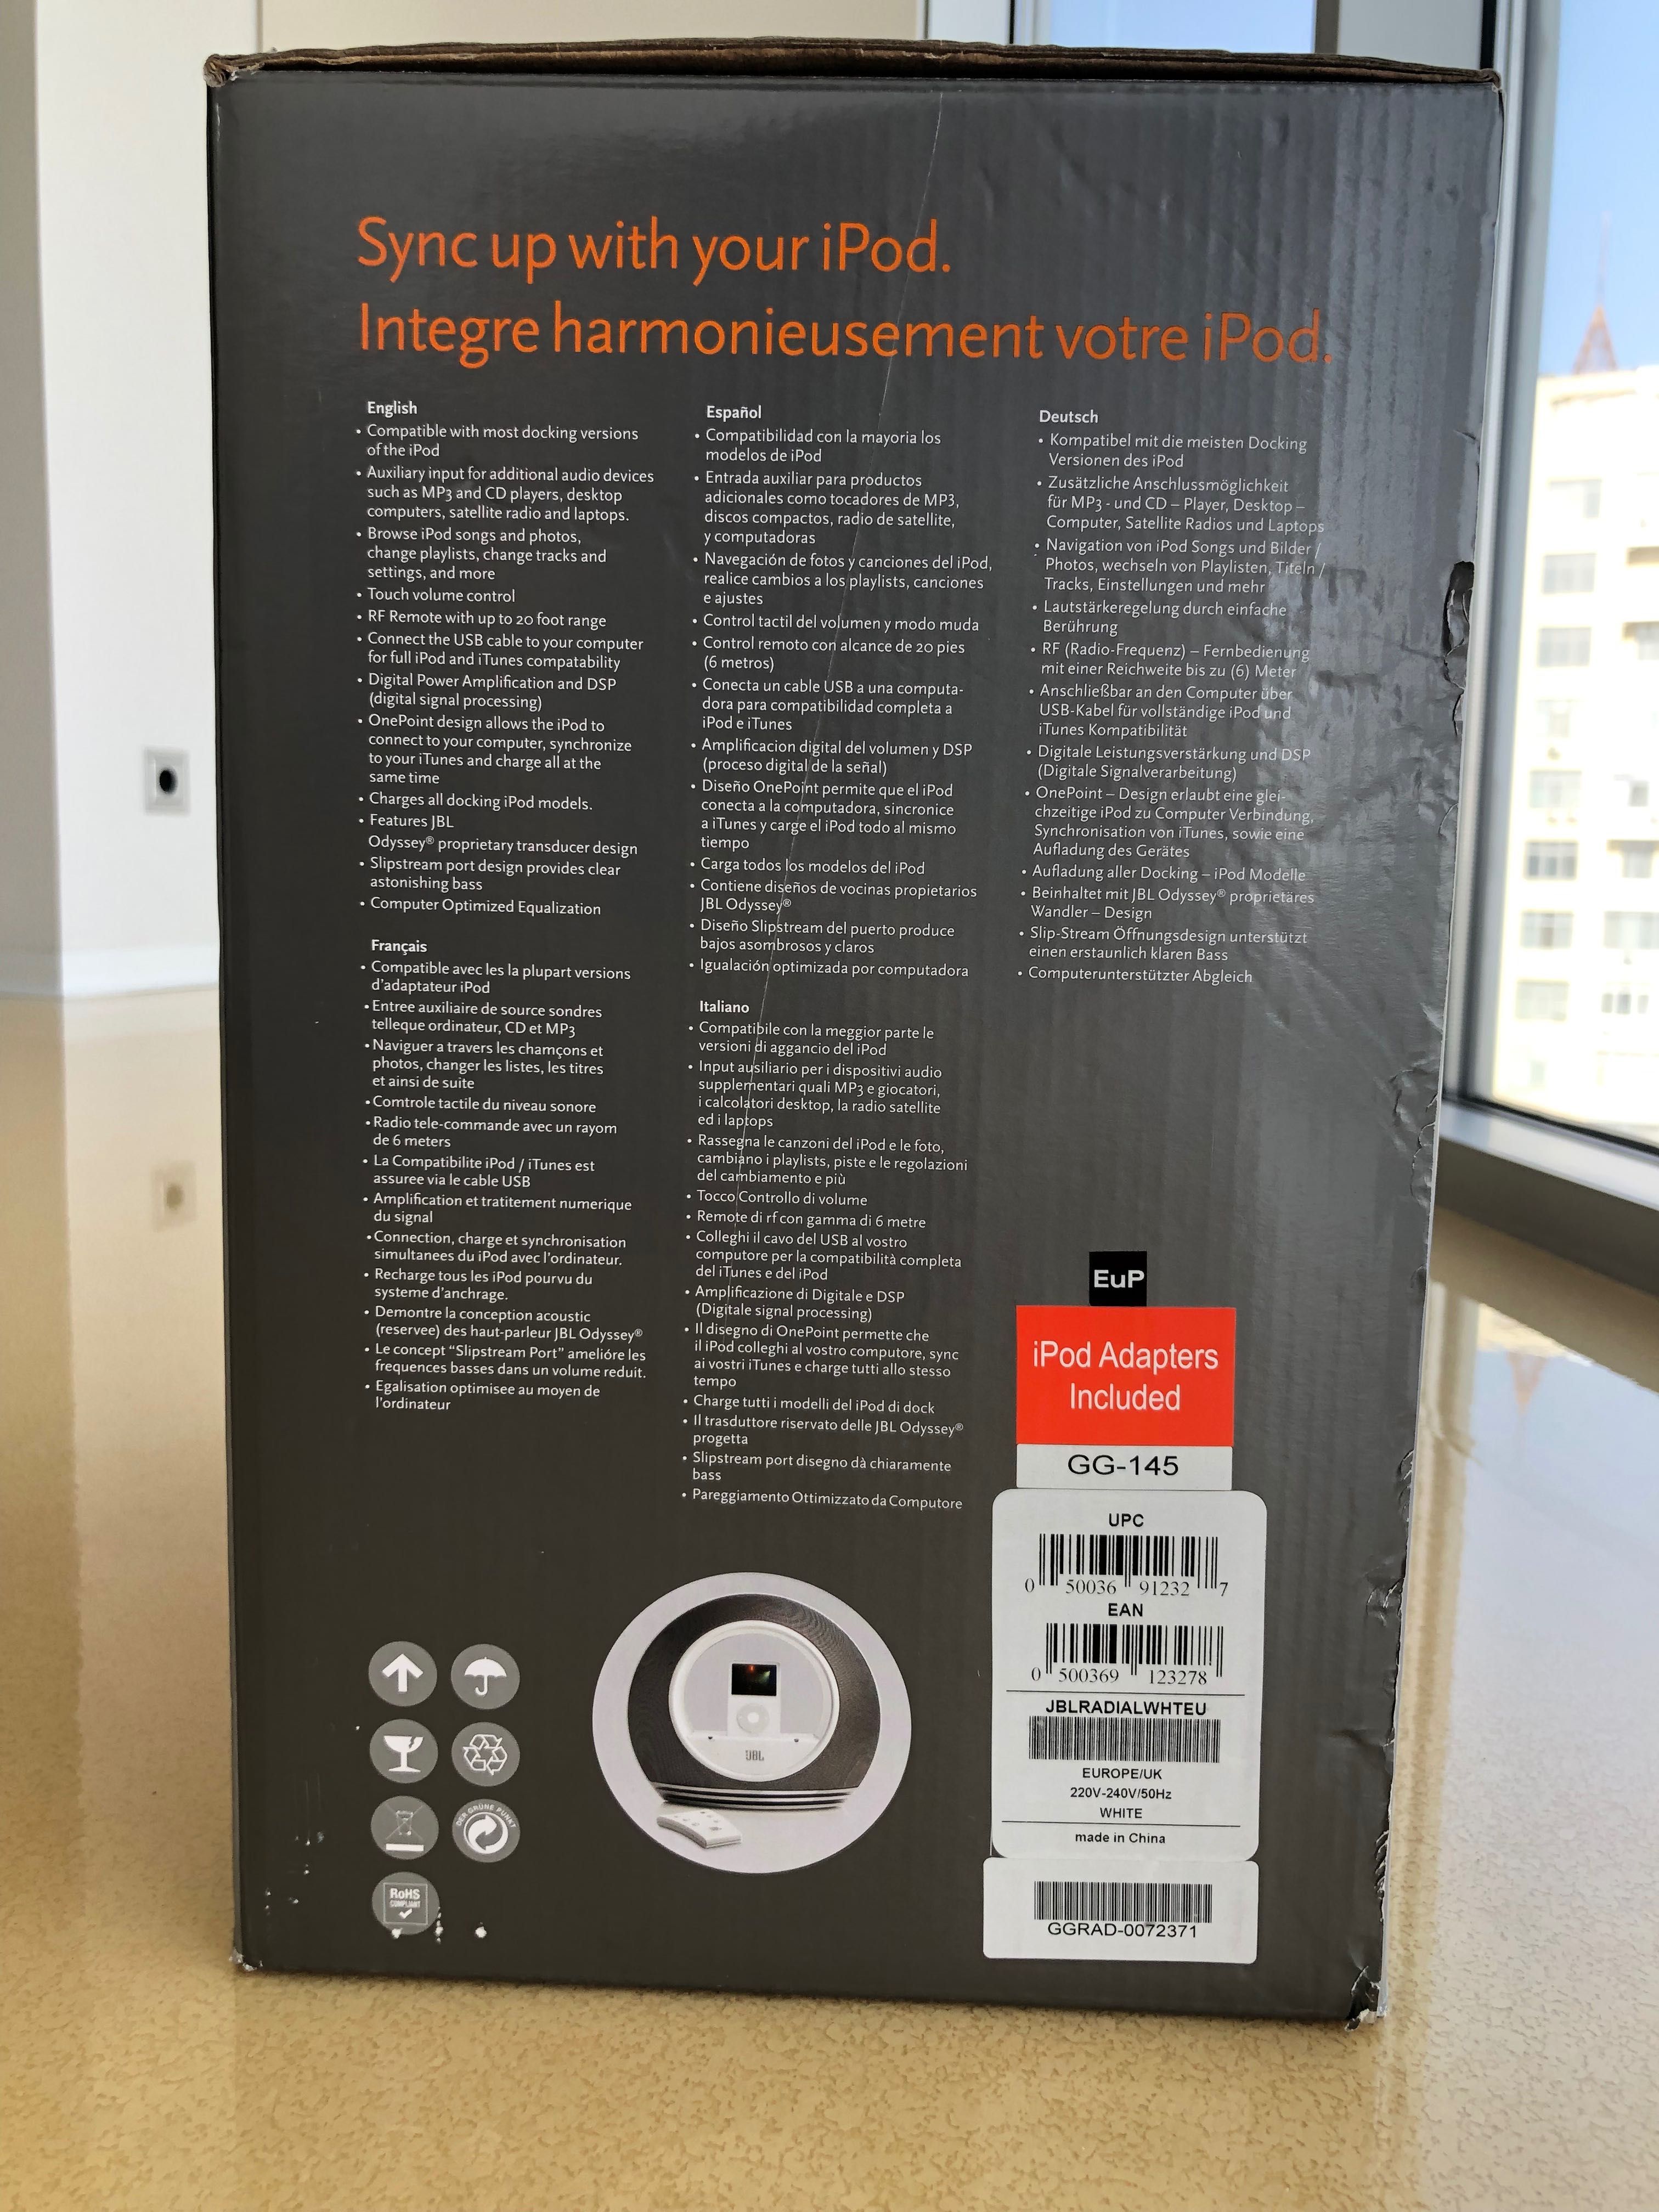 Sync up with your iPod.
Integre harmonieusement votre iPod.
English
• Compatible with most docking versions
of the iPod
• Auxiliary input for additional audio devices
such as MP3 and CD players, desktop
computers, satellite radio and laptops.
• Browse iPod songs and photos,
change playlists, change tracks and
settings, and more
• Touch volume control
• RF Remote with up to 20 foot range
• Connect the USB cable to your computer
for full iPod and iTunes compatability
• Digital Power Amplification and DSP
(digital signal processing)
• OnePoint design allows the iPod to
connect to your computer, synchronize
to your iTunes and charge all at the
same time
• Charges all docking iPod models.
• Features JBL
Odyssey® proprietary transducer design
• Slipstream port design provides clear
astonishing bass
• Computer Optimized Equalization
Français
• Compatible avec les la plupart versions
d'adaptateur iPod
• Entree auxiliaire de source sondres
telleque ordinateur, CD et MP3
• Naviguer a travers les chamçons et
photos, changer les listes, les titres
et ainsi de suite
• Comtrole tactile du niveau sonore
• Radio tele-commande avec un rayom
de 6 meters
• La Compatibilite iPod / iTunes est
assuree via le cable USB
• Amplification et tratitement numerique
du signal
• Connection, charge et synchronisation
simultanees du iPod avec l'ordinateur.
• Recharge tous les iPod pourvu du
systeme d'anchrage.
• Demontre la conception acoustic
(reservee) des haut-parleur JBL Odyssey®
• Le concept “Slipstream Port” ameliόre les
frequences basses dans un volume reduit.
• Egalisation optimisee au moyen de
l'ordinateur
Español
• Compatibilidad con la mayoria los
modelos de iPod
• Entrada auxiliar para productos
adicionales como tocadores de MP3,
discos compactos, radio de satellite,
y computadoras
• Navegación de fotos y canciones del iPod,
realice cambios a los playlists, canciones
e ajustes
• Control tactil del volumen y modo muda
• Control remoto con alcance de 20 pies
(6 metros)
• Conecta un cable USB a una computa-
dora para compatibilidad completa a
iPod e iTunes
• Amplificacion digital del volumen y DSP
(proceso digital de la señal)
• Diseño OnePoint permite que el iPod
conecta a la computadora, sincronice
a iTunes y carge el iPod todo al mismo
tiempo
• Carga todos los modelos del iPod
• Contiene diseños de vocinas propietarios
JBL Odyssey®
• Diseño Slipstream del puerto produce
bajos asombrosos y claros
• Igualación optimizada por computadora
Italiano
• Compatibile con la meggior parte le
versioni di aggancio del iPod
• Input ausiliario per i dispositivi audio
supplementari quali MP3 e giocatori,
i calcolatori desktop, la radio satellite
ed i laptops
• Rassegna le canzoni del iPod e le foto,
cambiano i playlists, piste e le regolazioni
del cambiamento e più
• Tocco Controllo di volume
• Remote di rf con gamma di 6 metre
• Colleghi il cavo del USB al vostro
computore per la compatibilità completa
del iTunes e del iPod
• Amplificazione di Digitale e DSP
(Digitale signal processing)
• Il disegno di OnePoint permette che
il iPod colleghi al vostro computore, sync
ai vostri iTunes e charge tutti allo stesso
tempo
• Charge tutti i modelli del iPod di dock
• Il trasduttore riservato delle JBL Odyssey®
progetta
• Slipstream port disegno dà chiaramente
bass
• Pareggiamento Ottimizzato da Computore
Deutsch
• Kompatibel mit die meisten Docking
Versionen des iPod
• Zusätzliche Anschlussmöglichkeit
für MP3 - und CD – Player, Desktop –
Computer, Satellite Radios und Laptops
• Navigation von iPod Songs und Bilder /
Photos, wechseln von Playlisten, Titeln /
Tracks, Einstellungen und mehr
• Lautstärkeregelung durch einfache
Berührung
• RF (Radio-Frequenz) – Fernbedienung
mit einer Reichweite bis zu (6) Meter
• Anschließbar an den Computer über
USB-Kabel für vollständige iPod und
iTunes Kompatibilität
• Digitale Leistungsverstärkung und DSP
(Digitale Signalverarbeitung)
• OnePoint – Design erlaubt eine glei-
chzeitige iPod zu Computer Verbindung,
Synchronisation von iTunes, sowie eine
Aufladung des Gerätes
• Aufladung aller Docking – iPod Modelle
• Beinhaltet mit JBL Odyssey® proprietäres
Wandler – Design
• Slip-Stream Öffnungsdesign unterstützt
einen erstaunlich klaren Bass
• Computerunterstützter Abgleich
EuP
iPod Adapters
Included
GG-145
UPC
0 50036 91232 7
EAN
0 500369 123278
JBLRADIALWHTEU
EUROPE/UK
220V-240V/50Hz
WHITE
made in China
GGRAD-0072371
JBL
DER GRÜNE PUNKT
RoHS
COMPLIANT